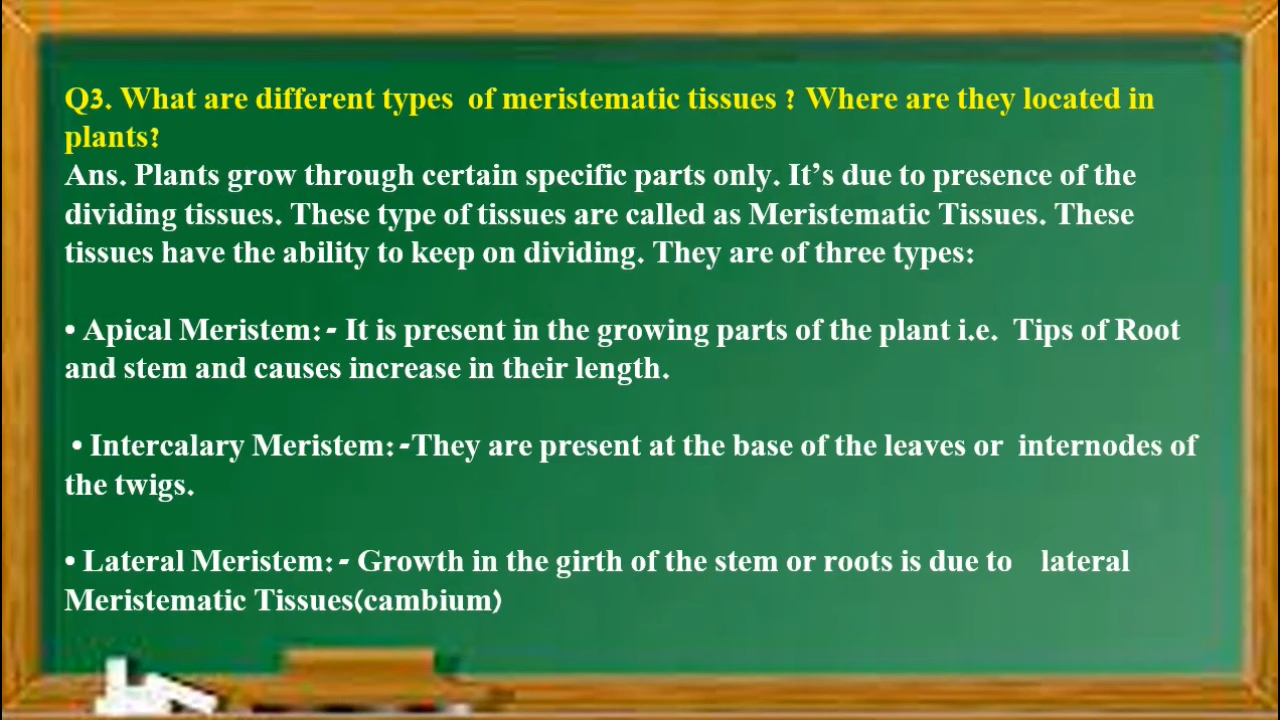 Q3. What are different types of meristematic tissues ? Where are they located in
plants?
Ans. Plants grow through certain specific parts only. It’s due to presence of the
dividing tissues. These type of tissues are called as Meristematic Tissues. These
tissues have the ability to keep on dividing. They are of three types:
• Apical Meristem:- It is present in the growing parts of the plant i.e. Tips of Root
and stem and causes increase in their length.
• Intercalary Meristem:-They are present at the base of the leaves or internodes of
the twigs.
• Lateral Meristem:- Growth in the girth of the stem or roots is due to lateral
Meristematic Tissues(cambium)